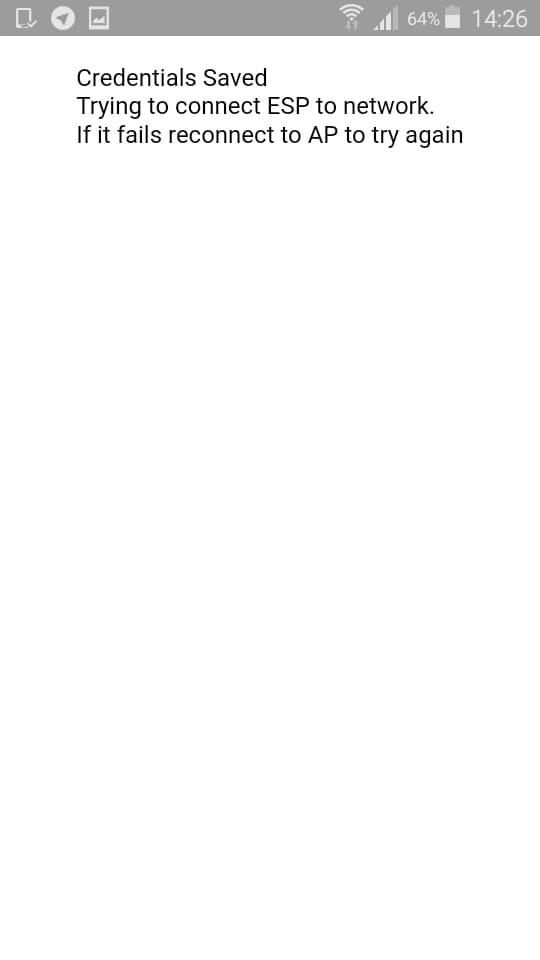 64% 14:26
Credentials Saved
Trying to connect ESP to network.
If it fails reconnect to AP to try again